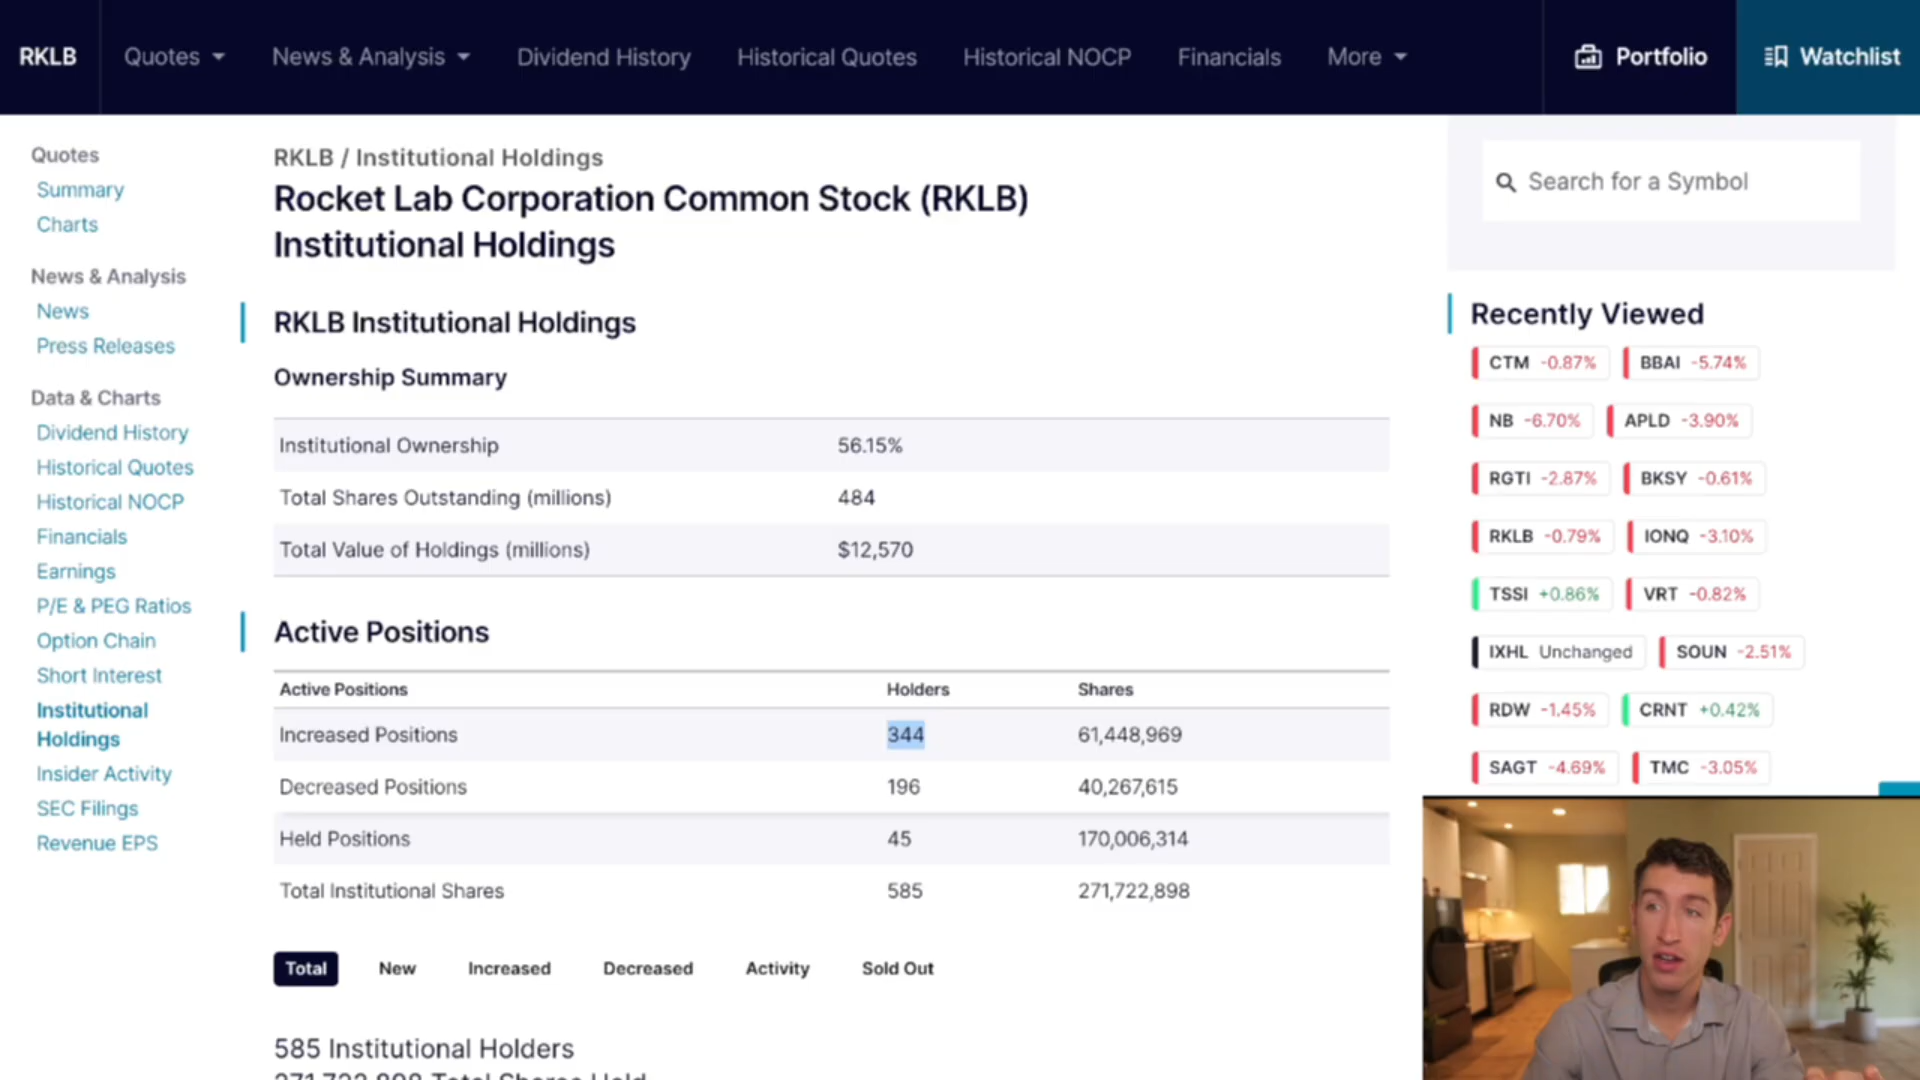 RKLB
Quotes
News & Analysis
Dividend History
Historical Quotes
Historical NOCP
Financials
More
Portfolio
Watchlist
Quotes
Summary
Charts
News & Analysis
News
Press Releases
Data & Charts
Dividend History
Historical Quotes
Historical NOCP
Financials
Earnings
P/E & PEG Ratios
Option Chain
Short Interest
Institutional
Holdings
Insider Activity
SEC Filings
Revenue EPS
RKLB / Institutional Holdings
Rocket Lab Corporation Common Stock (RKLB)
Institutional Holdings
RKLB Institutional Holdings
Ownership Summary
Institutional Ownership 56.15%
Total Shares Outstanding (millions) 484
Total Value of Holdings (millions) $12,570
Active Positions
Active Positions Holders Shares
Increased Positions 344 61,448,969
Decreased Positions 196 40,267,615
Held Positions 45 170,006,314
Total Institutional Shares 585 271,722,898
Total New Increased Decreased Activity Sold Out
585 Institutional Holders
271,722,898 Total Shares Held
Search for a Symbol
Recently Viewed
CTM -0.87% BBAI -5.74%
NB -6.70% APLD -3.90%
RGTI -2.87% BKSY -0.61%
RKLB -0.79% IONQ -3.10%
TSSI +0.86% VRT -0.82%
IXHL Unchanged SOUN -2.51%
RDW -1.45% CRNT +0.42%
SAGT -4.69% TMC -3.05%